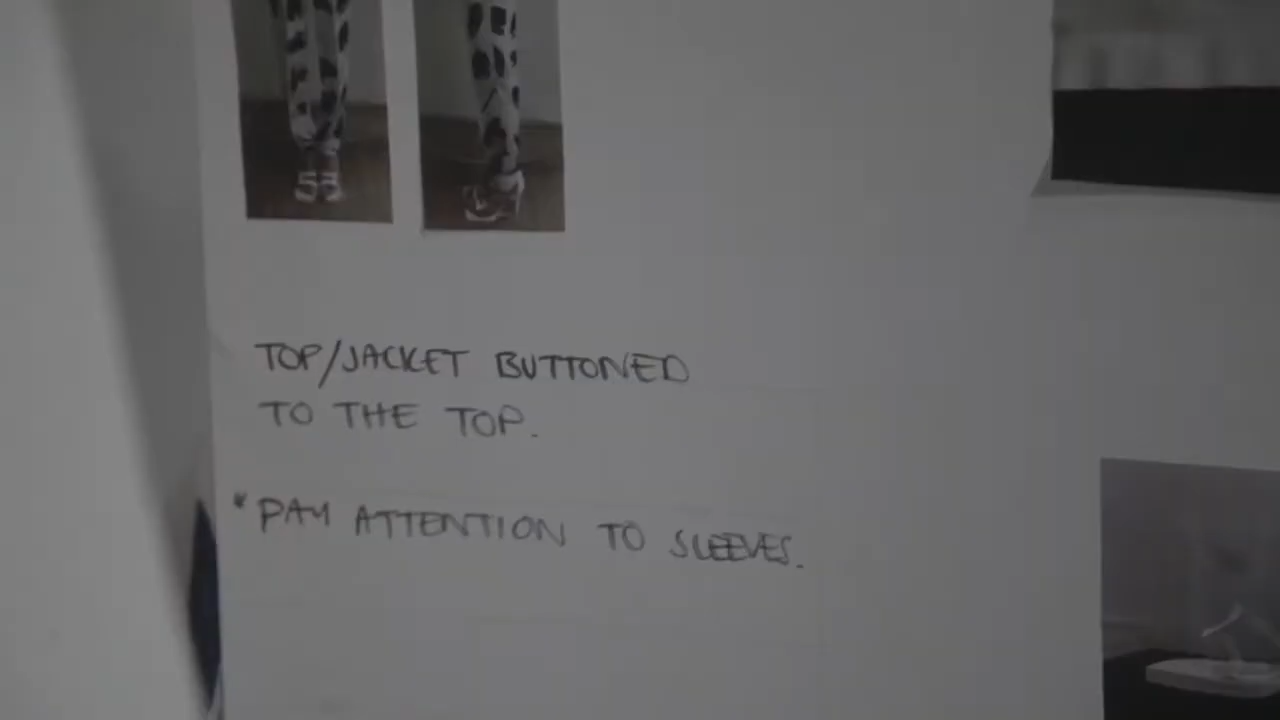 TOP/JACKET BUTTONED
TO THE TOP.
*PAY ATTENTION TO SLEEVES.